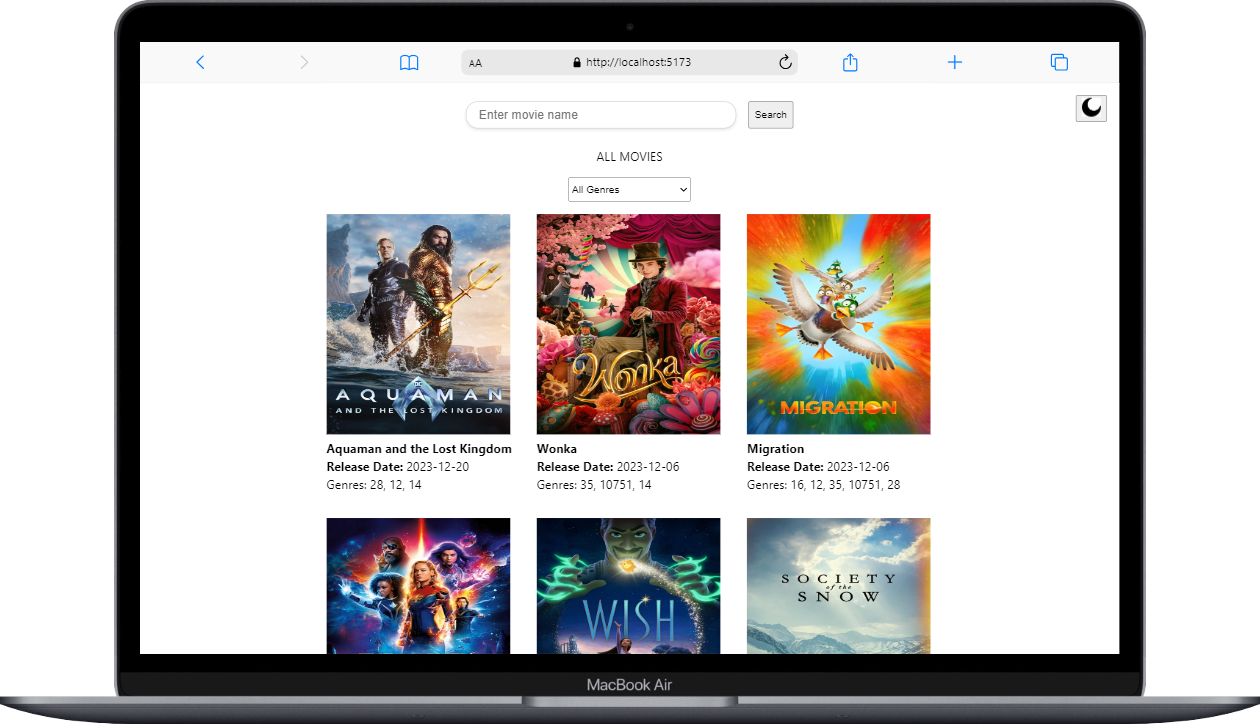 AA http://localhost:5173
Enter movie name Search
ALL MOVIES
All Genres
DC
AQUAMAN
AND THE LOST KINGDOM
Wonka
MIGRATION
Aquaman and the Lost Kingdom
Release Date: 2023-12-20
Genres: 28, 12, 14
Wonka
Release Date: 2023-12-06
Genres: 35, 10751, 14
Migration
Release Date: 2023-12-06
Genres: 16, 12, 35, 10751, 28
WISH
SOCIETY
of the
SNOW
MacBook Air